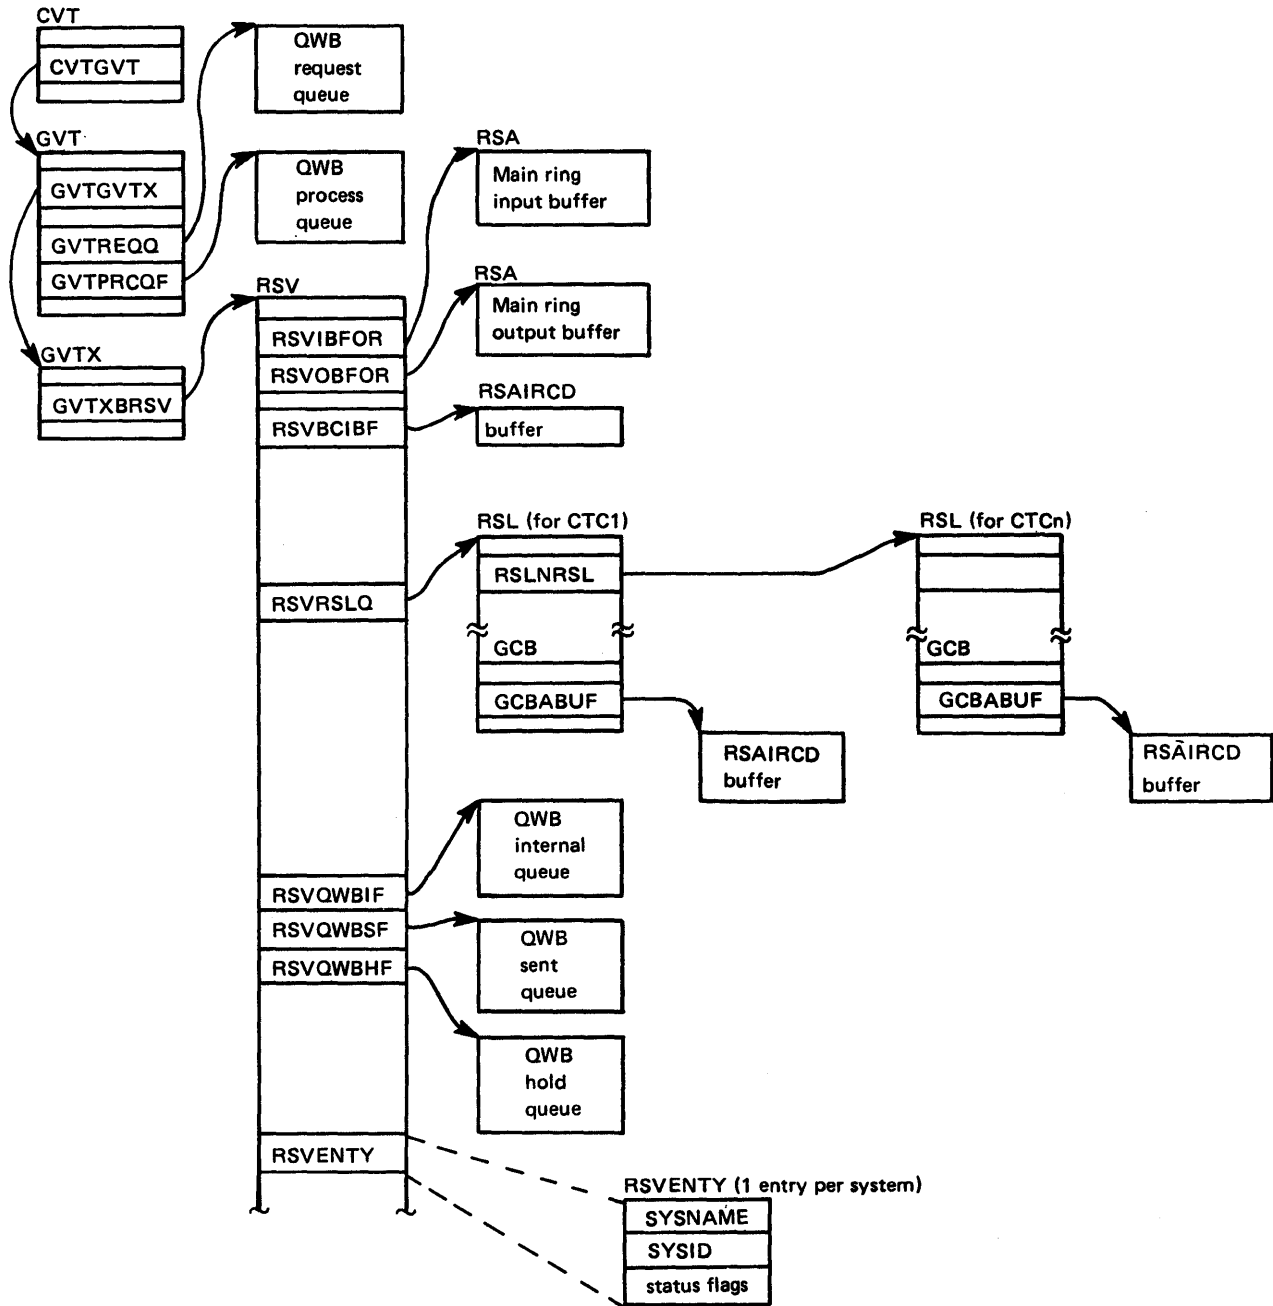 CVT
CVTGVT
QWB
request
queue
GVT
GVTGVTX
GVTREQQ
GVTPRCQF
QWB
process
queue
RSA
Main ring
input buffer
RSV
RSVIBFOR
RSVOBFOR
RSVBCIBF
RSA
Main ring
output buffer
GVTX
GVTXBRSV
RSAIRCD
buffer
RSL (for CTC1)
RSLNRSL
RSL (for CTCn)
RSVRSLQ
GCB
GCBABUF
GCB
GCBABUF
RSAIRCD
buffer
RSAIRCD
buffer
QWB
internal
queue
RSVQWBIF
RSVQWBSF
RSVQWBHF
QWB
sent
queue
QWB
hold
queue
RSVENTY
RSVENTY (1 entry per system)
SYSNAME
SYSID
status flags